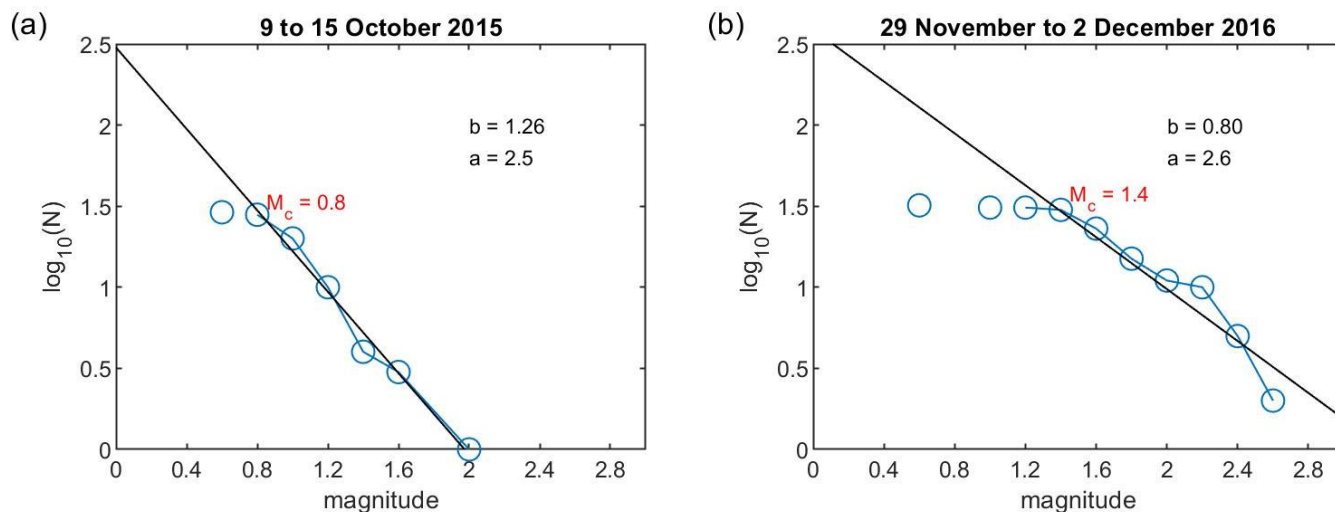 (a)
9 to 15 October 2015
2.5
2
1.5
1
0.5
0
log10(N)
b = 1.26
a = 2.5
Mc = 0.8
0 0.4 0.8 1.2 1.6 2 2.4 2.8
magnitude
(b)
29 November to 2 December 2016
2.5
2
1.5
1
0.5
0
log10(N)
b = 0.80
a = 2.6
Mc = 1.4
0 0.4 0.8 1.2 1.6 2 2.4 2.8
magnitude